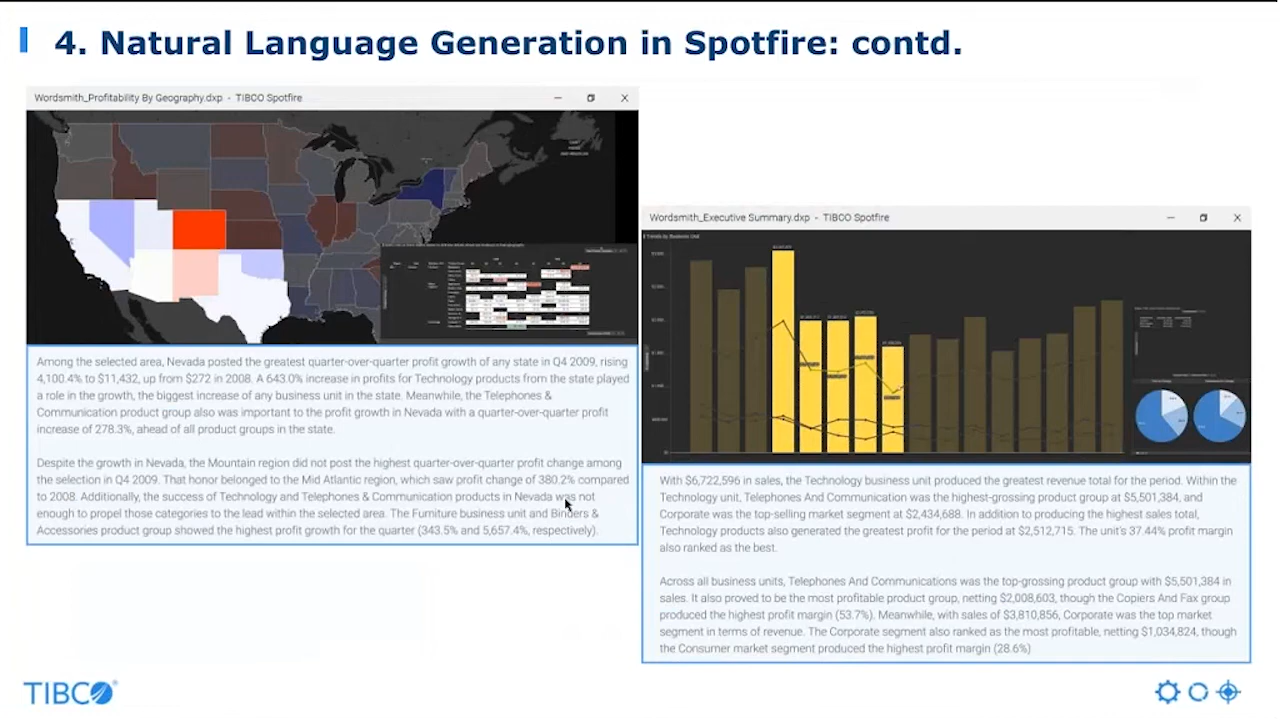 4. Natural Language Generation in Spotfire: contd.
Wordsmith_Profitability By Geography.dxp - TIBCO Spotfire
Among the selected area, Nevada posted the greatest quarter-over-quarter profit growth of any state in Q4 2009, rising
4,100.4% to $11,432, up from $272 in 2008. A 643.0% increase in profits for Technology products from the state played
a role in the growth, the biggest increase of any business unit in the state. Meanwhile, the Telephones &
Communication product group also was important to the profit growth in Nevada with a quarter-over-quarter profit
increase of 278.3%, ahead of all product groups in the state.
Despite the growth in Nevada, the Mountain region did not post the highest quarter-over-quarter profit change among
the selection in Q4 2009. That honor belonged to the Mid Atlantic region, which saw profit change of 380.2% compared
to 2008. Additionally, the success of Technology and Telephones & Communication products in Nevada was not
enough to propel those categories to the lead within the selected area. The Furniture business unit and Binders &
Accessories product group showed the highest profit growth for the quarter (343.5% and 5,657.4%, respectively).
Wordsmith_Executive Summary.dxp - TIBCO Spotfire
Trends by Business Unit
With $6,722,596 in sales, the Technology business unit produced the greatest revenue total for the period. Within the
Technology unit, Telephones And Communication was the highest-grossing product group at $5,501,384, and
Corporate was the top-selling market segment at $2,434,688. In addition to producing the highest sales total,
Technology products also generated the greatest profit for the period at $2,512,715. The unit's 37.44% profit margin
also ranked as the best.
Across all business units, Telephones And Communications was the top-grossing product group with $5,501,384 in
sales. It also proved to be the most profitable product group, netting $2,008,603, though the Copiers And Fax group
produced the highest profit margin (53.7%). Meanwhile, with sales of $3,810,856, Corporate was the top market
segment in terms of revenue. The Corporate segment also ranked as the most profitable, netting $1,034,824, though
the Consumer market segment produced the highest profit margin (28.6%)
TIBCO